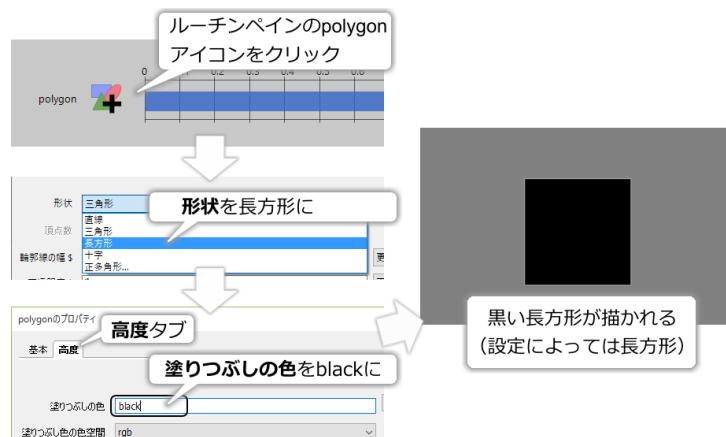 ルーチンペインのpolygon
アイコンをクリック
0
0.2
0.3
0.4
0.5
0.6
polygon
形状を長方形に
形状
三角形
直線
頂点数
三角形
長方形
輪郭線の幅 $
十字
更
正多角形...
polygonのプロパティ
高度タブ
基本
高度
塗りつぶしの色をblackに
塗りつぶしの色
black
塗りつぶし色の色空間
rgb
黒い長方形が描かれる
(設定によっては長方形)